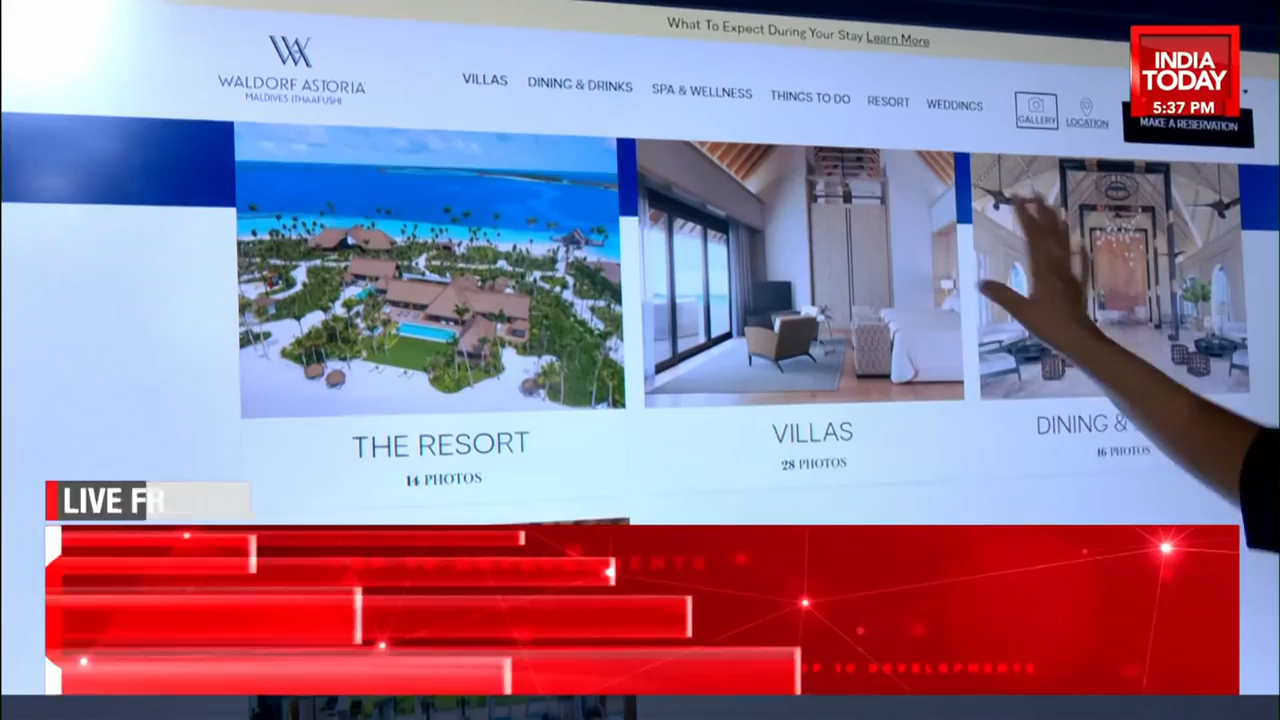 What To Expect During Your Stay Learn More
WALDORF ASTORIA
MALDIVES ITHAAFUSHI
VILLAS
DINING & DRINKS
SPA & WELLNESS
THINGS TO DO
RESORT
WEDDINGS
GALLERY
LOCATION
MAKE A RESERVATION
INDIA
TODAY
5:37 PM
THE RESORT
14 PHOTOS
VILLAS
28 PHOTOS
DINING &
16 PHOTOS
LIVE FR
P 10 DEVELOPMENTS